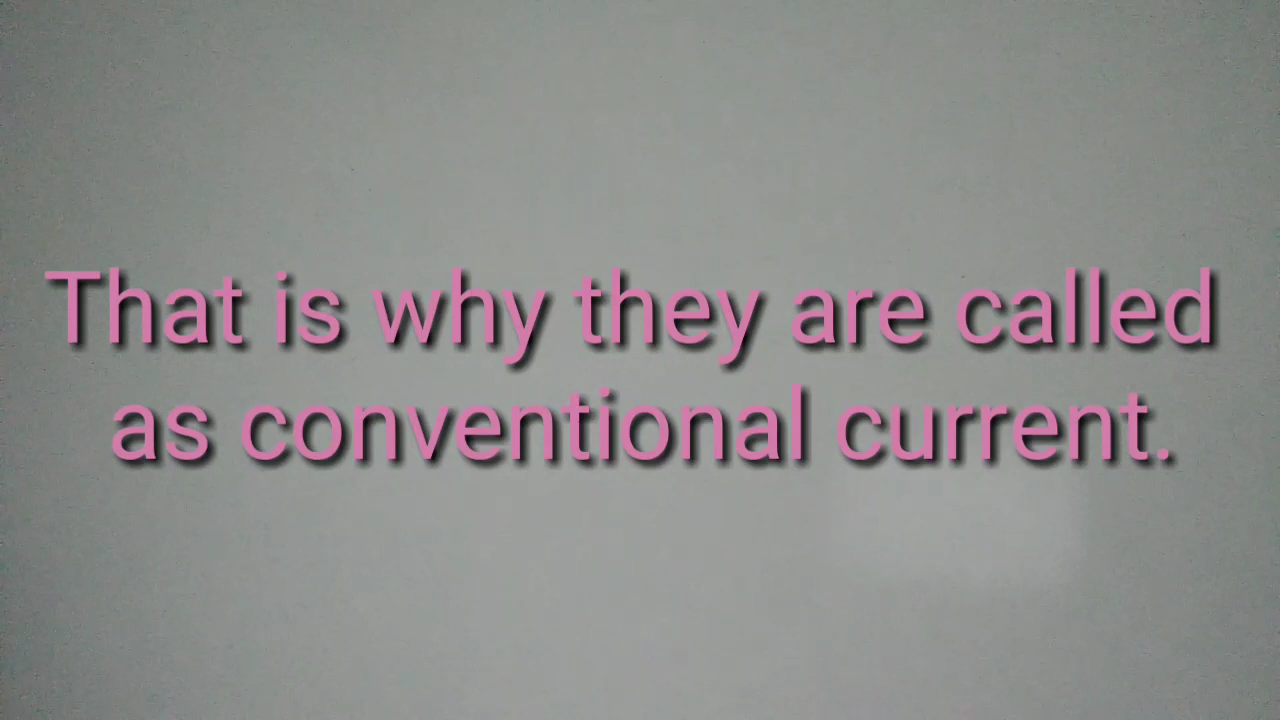 That is why they are called
as conventional current.